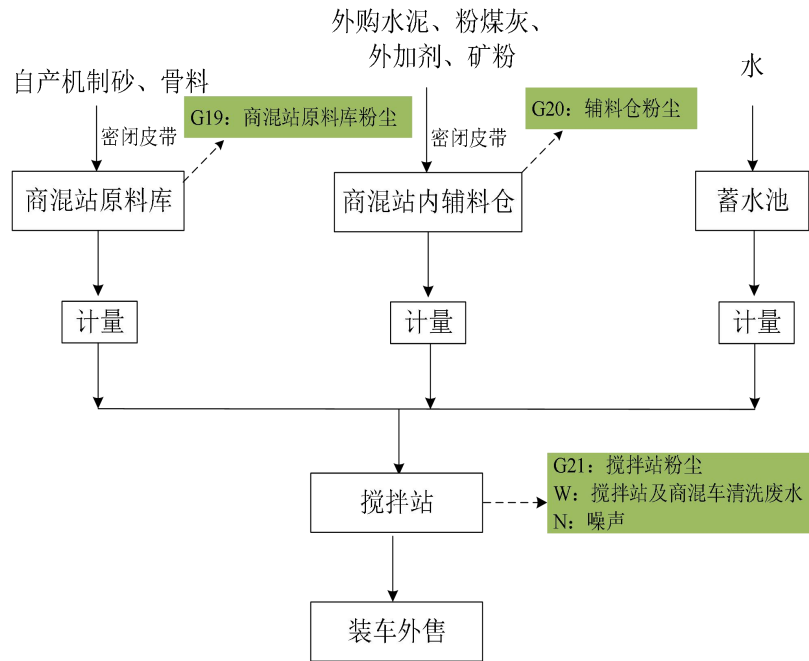 外购水泥、粉煤灰、
外加剂、矿粉
水
自产机制砂、骨料
G19：商混站原料库粉尘
G20：辅料仓粉尘
密闭皮带
密闭皮带
商混站原料库
商混站内辅料仓
蓄水池
计量
计量
计量
G21：搅拌站粉尘
W：搅拌站及商混车清洗废水
N：噪声
搅拌站
装车外售